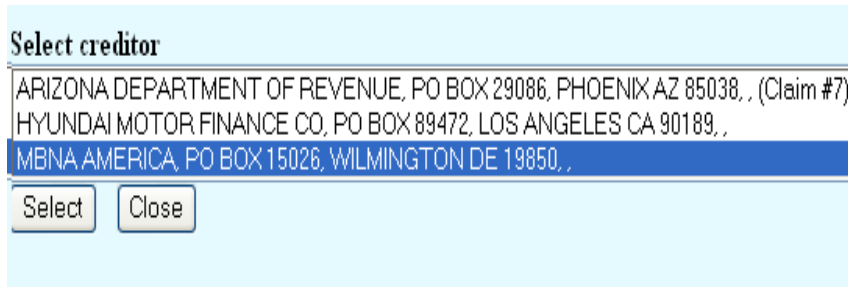 Select creditor
ARIZONA DEPARTMENT OF REVENUE, PO BOX 29086, PHOENIX AZ 85038, , (Claim #7)
HYUNDAI MOTOR FINANCE CO, PO BOX 89472, LOS ANGELES CA 90189, ,
MBNA AMERICA, PO BOX 15026, WILMINGTON DE 19850, ,
Select Close